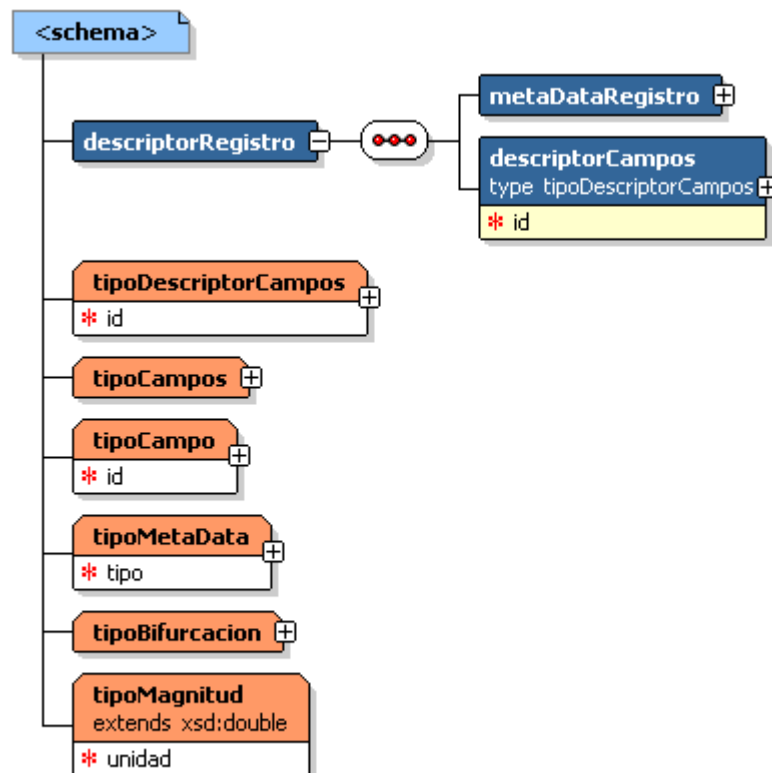 <schema>
descriptorRegistro
metaDataRegistro
descriptorCampos
type tipoDescriptorCampos
* id
tipoDescriptorCampos
* id
tipoCampos
tipoCampo
* id
tipoMetaData
* tipo
tipoBifurcacion
tipoMagnitud
extends xsd:double
* unidad